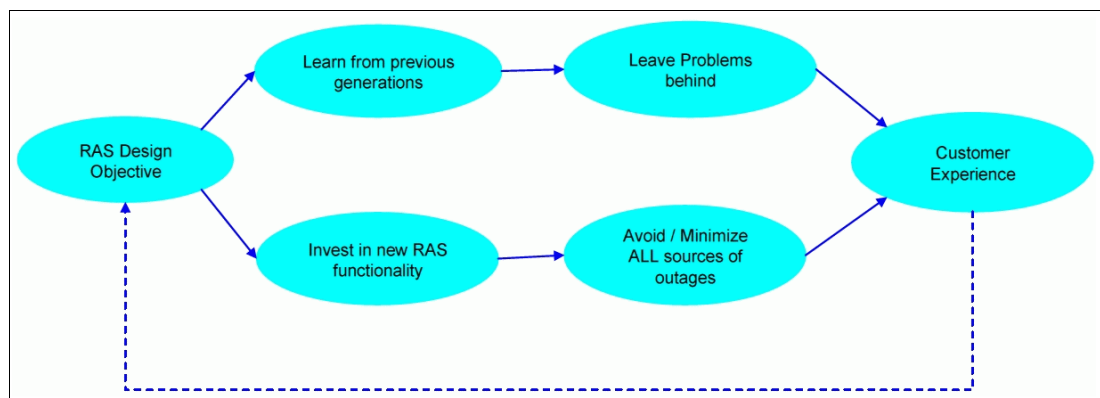 Learn from previous
generations
Leave Problems
behind
RAS Design
Objective
Customer
Experience
Invest in new RAS
functionality
Avoid / Minimize
ALL sources of
outages